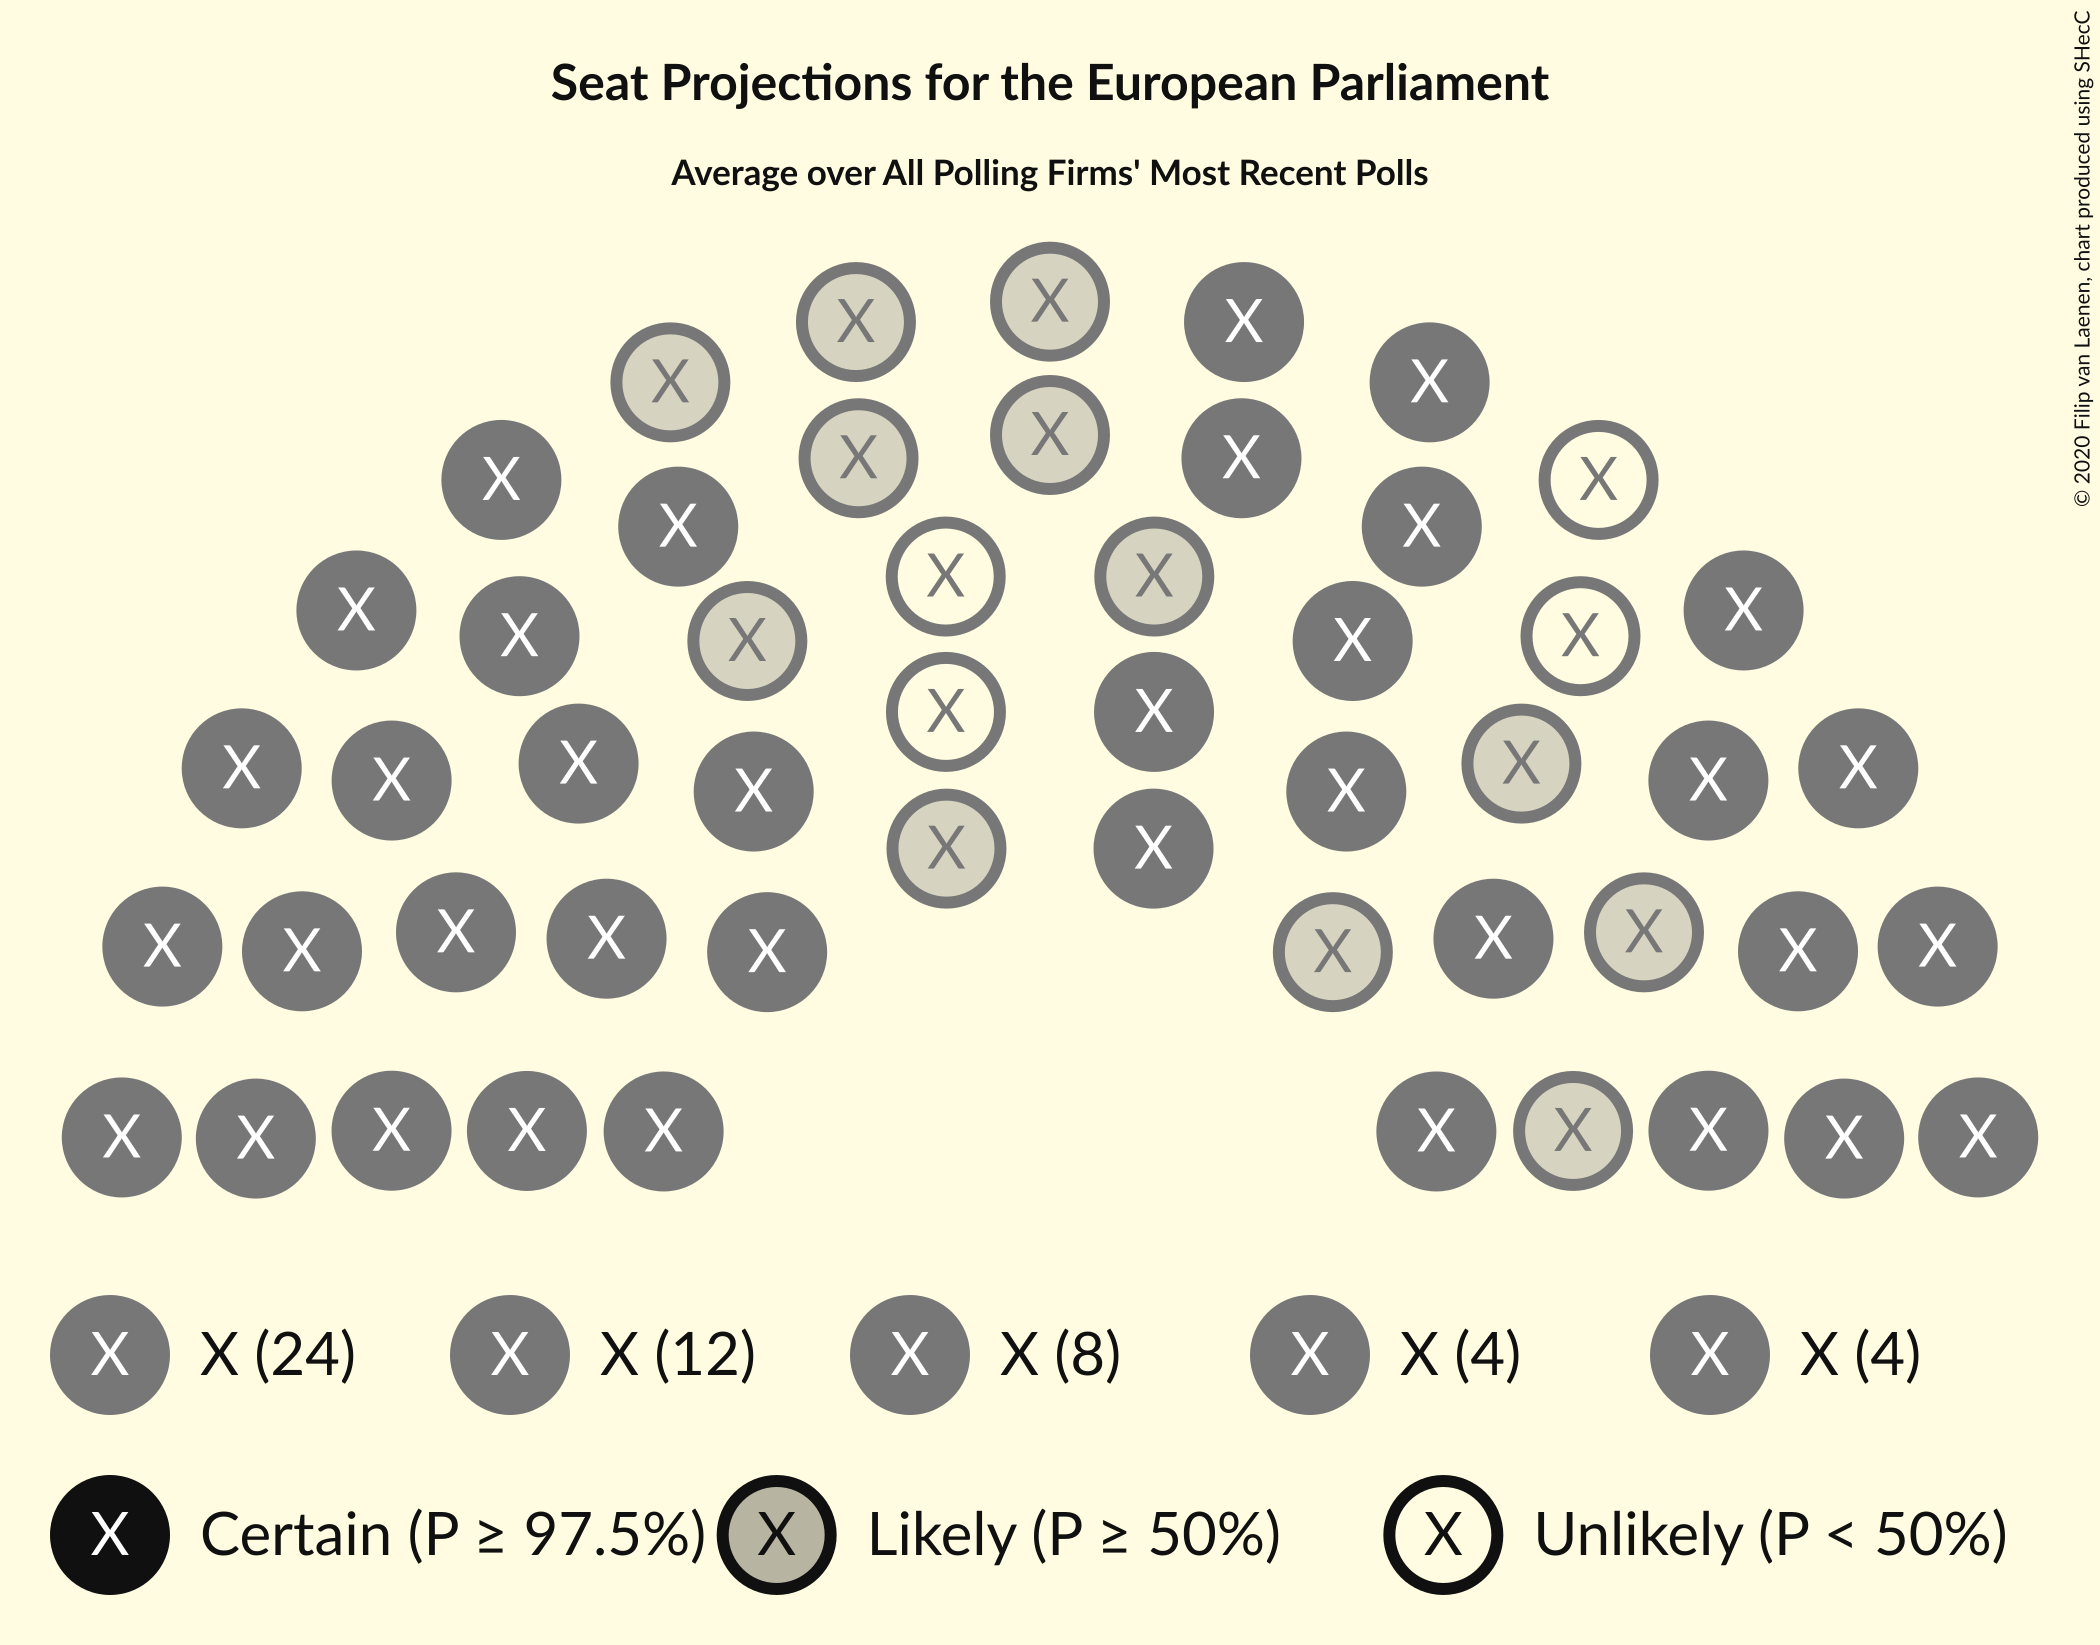 Seat Projections for the European Parliament
Average over All Polling Firms' Most Recent Polls
© 2020 Filip van Laenen, chart produced using SHecC
X
X X
X X
X X
X X
X X X
X X
X X
X X
X X
X X
X X
X X
X X X X
X X
X X
X X X X
X X
X X X X
X X X X
X X
X X X X X X X X X X
X X (24) X X (12) X X (8) X X (4) X X (4)
X Certain (P ≥ 97.5%) X Likely (P ≥ 50%) X Unlikely (P < 50%)